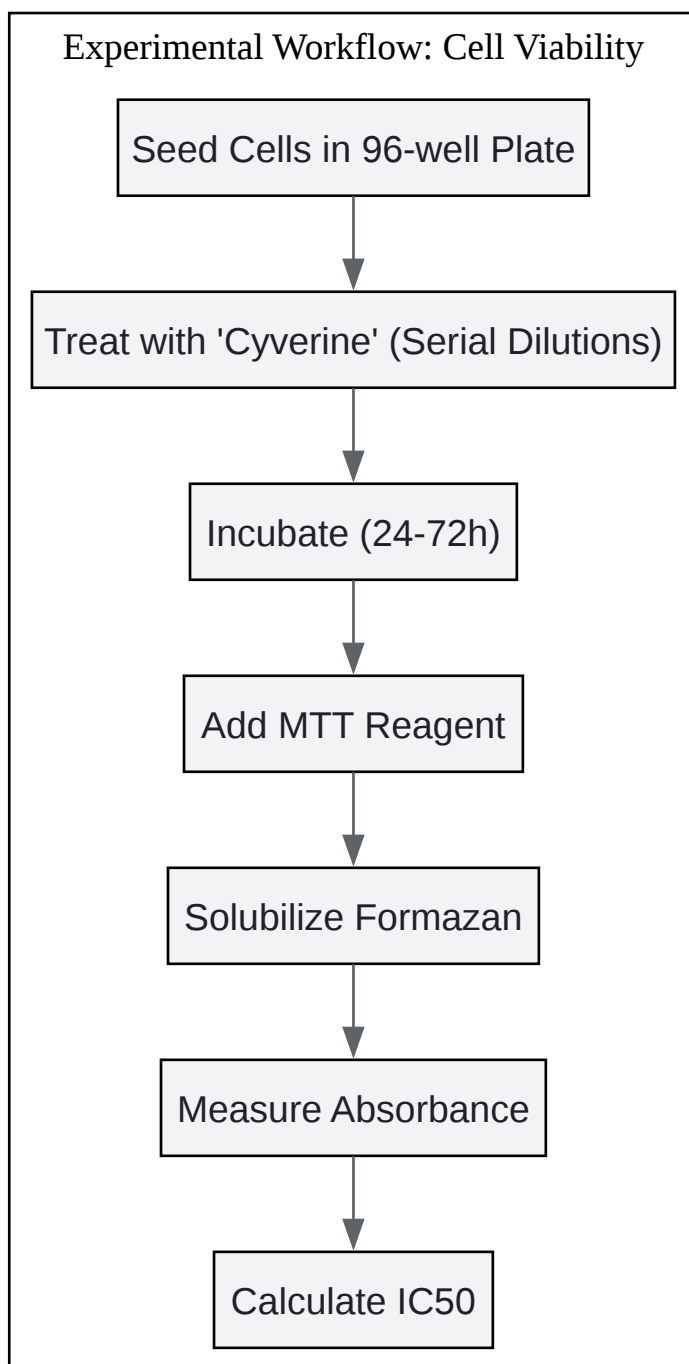 Experimental Workflow: Cell Viability
Seed Cells in 96-well Plate
Treat with 'Cyverine' (Serial Dilutions)
Incubate (24-72h)
Add MTT Reagent
Solubilize Formazan
Measure Absorbance
Calculate IC50